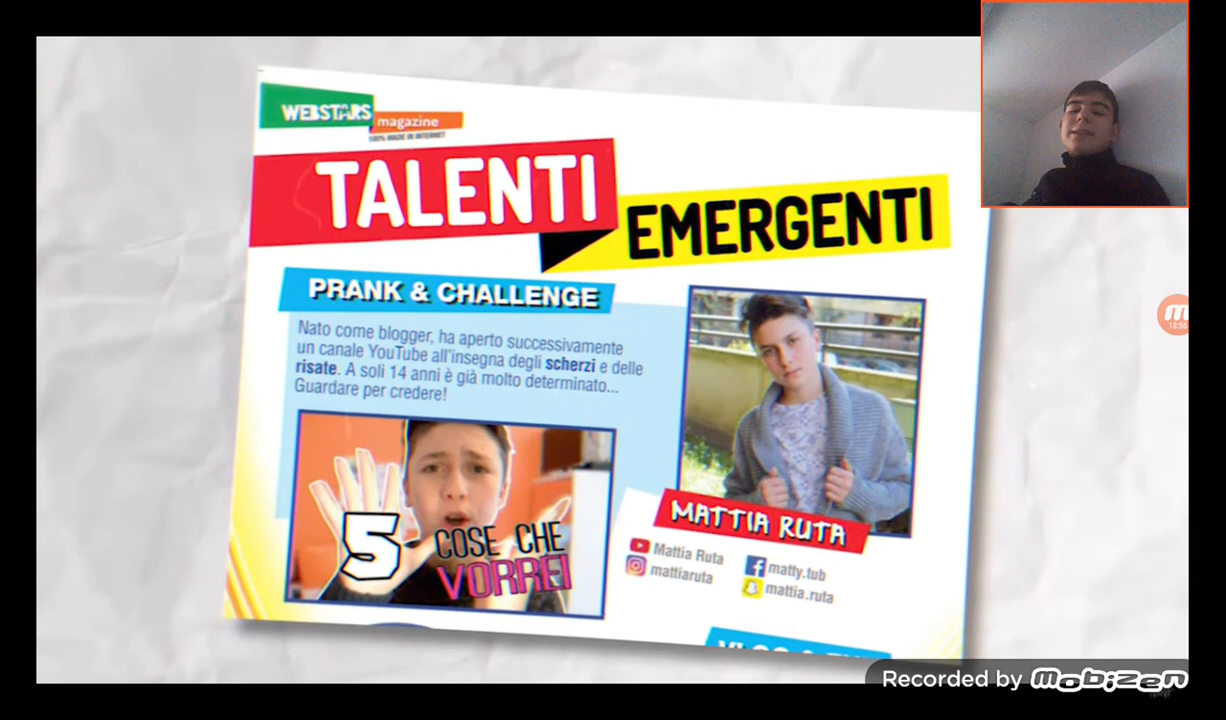 WEBSTARS
magazine
100% MADE IN INTERNET
TALENTI
EMERGENTI
PRANK & CHALLENGE
Nato come blogger, ha aperto successivamente
un canale YouTube all'insegna degli scherzi e delle
risate. A soli 14 anni è già molto determinato...
Guardare per credere!
5 COSE CHE
VORREI
MATTIA RUTA
Mattia Ruta
mattiaruta
matty.tub
mattia.ruta
18:56
Recorded by Mobizen